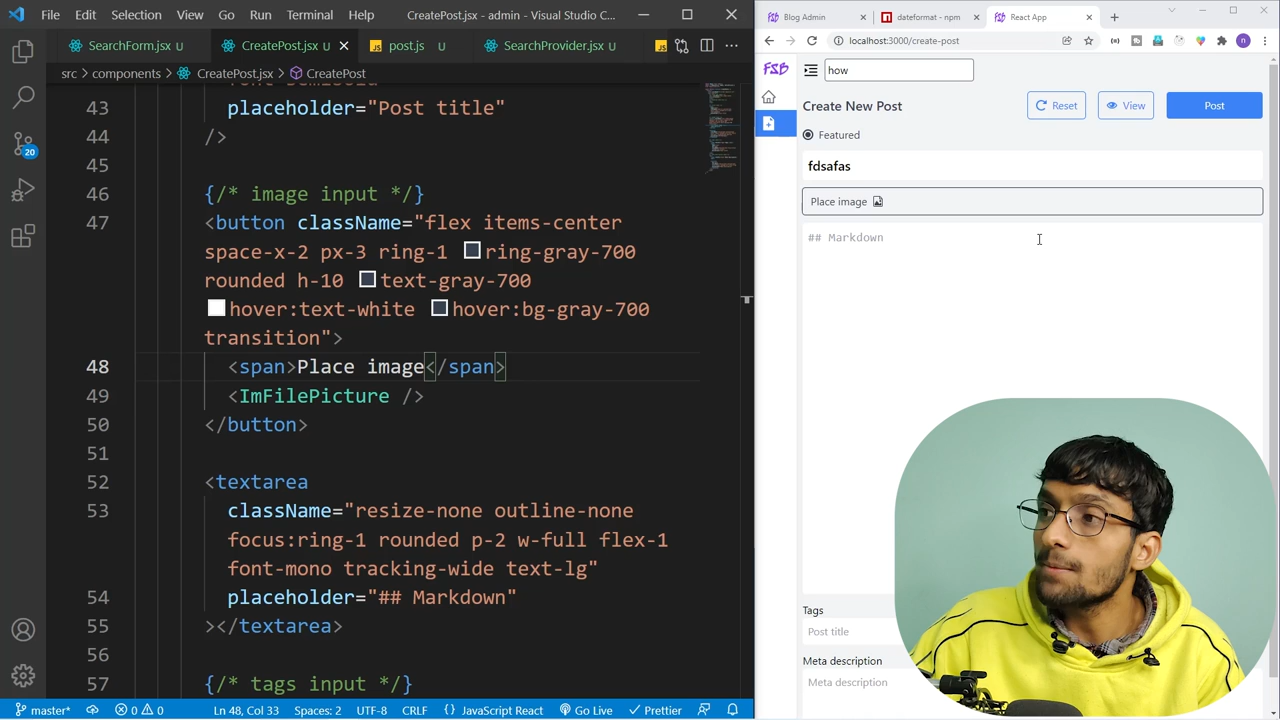 File Edit Selection View Go Run Terminal Help CreatePost.jsx - admin - Visual Studio C...
SearchForm.jsx U CreatePost.jsx U post.js U SearchProvider.jsx U
src > components > CreatePost.jsx > CreatePost
43 placeholder="Post title"
44 />
45
46 {/* image input */}
47 <button className="flex items-center
space-x-2 px-3 ring-1 ring-gray-700
rounded h-10 text-gray-700
hover:text-white hover:bg-gray-700
transition">
48 <span>Place image</span>
49 <ImFilePicture />
50 </button>
51
52 <textarea
53 className="resize-none outline-none
focus:ring-1 rounded p-2 w-full flex-1
font-mono tracking-wide text-lg"
54 placeholder="## Markdown"
55 ></textarea>
56
57 {/* tags input */}
20
master* 0 0 Ln 48, Col 33 Spaces: 2 UTF-8 CRLF JavaScript React Go Live Prettier
FSB Blog Admin dateformat - npm FSB React App
localhost:3000/create-post n
FSB how
Create New Post Reset View Post
Featured
fdsafas
Place image
## Markdown
Tags
Post title
Meta description
Meta description